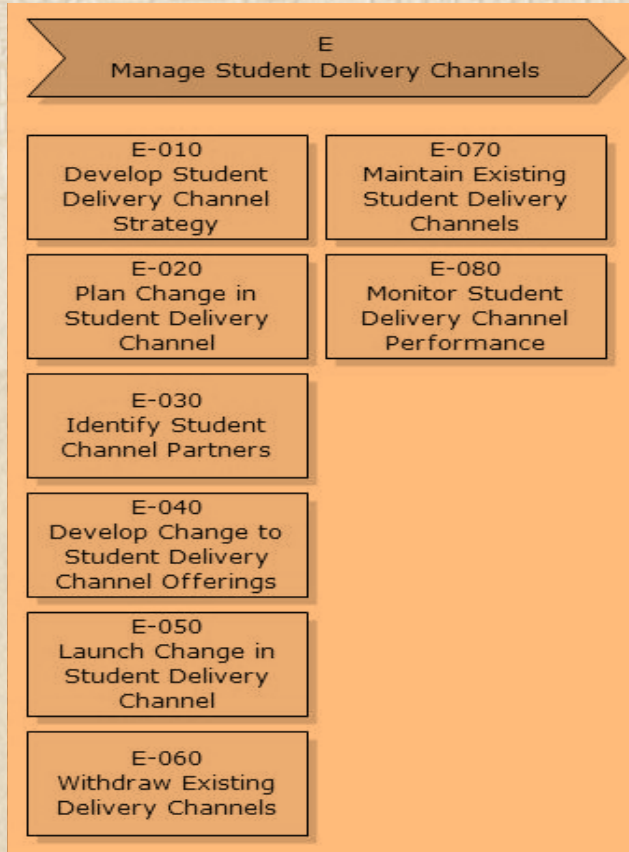 E
Manage Student Delivery Channels
E-010
Develop Student
Delivery Channel
Strategy
E-020
Plan Change in
Student Delivery
Channel
E-030
Identify Student
Channel Partners
E-040
Develop Change to
Student Delivery
Channel Offerings
E-050
Launch Change in
Student Delivery
Channel
E-060
Withdraw Existing
Delivery Channels
E-070
Maintain Existing
Student Delivery
Channels
E-080
Monitor Student
Delivery Channel
Performance